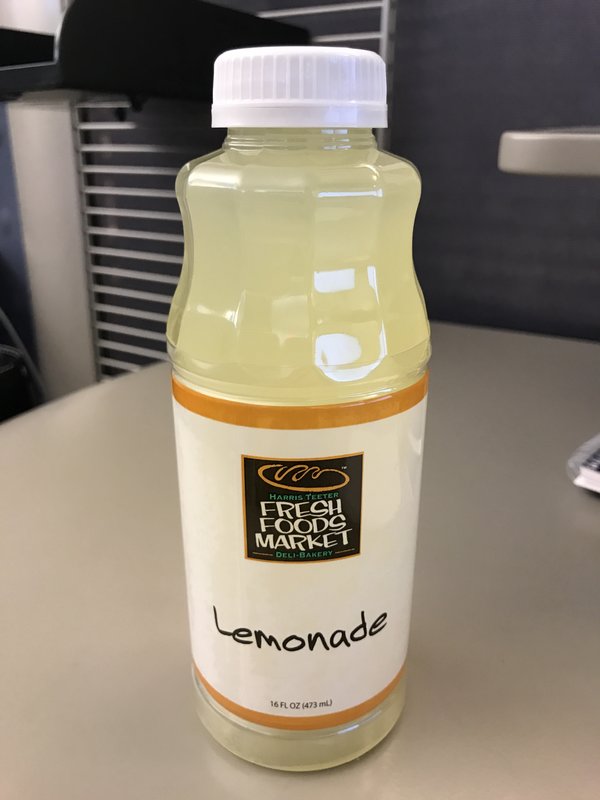 HARRIS TEETER
FRESH
FOODS
MARKET
DELI-BAKERY
Lemonade
16 FL OZ (473 mL)